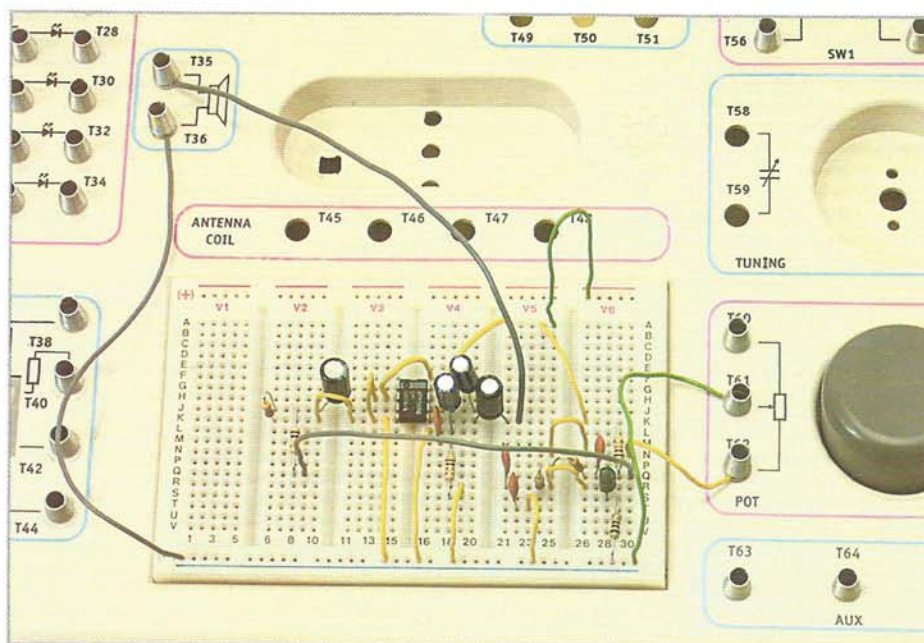 T28
T30
T32
T34
T35
T36
T49 T50 T51
T56
SW1
T58
T59
TUNING
ANTENNA
COIL
T45 T46 T47
(+) V1 V2 V3 V4 V5 V6
A
B
C
D
E
F
G
H
J
K
L
M
N
P
Q
R
S
T
U
V
A
B
C
D
E
F
G
H
J
K
L
M
N
P
Q
R
S
1 3 5 6 8 10 11 13 15 16 18 20 21 23 25 26 28 30
T38
T40
T42
T44
T61
POT
T63 T64
AUX